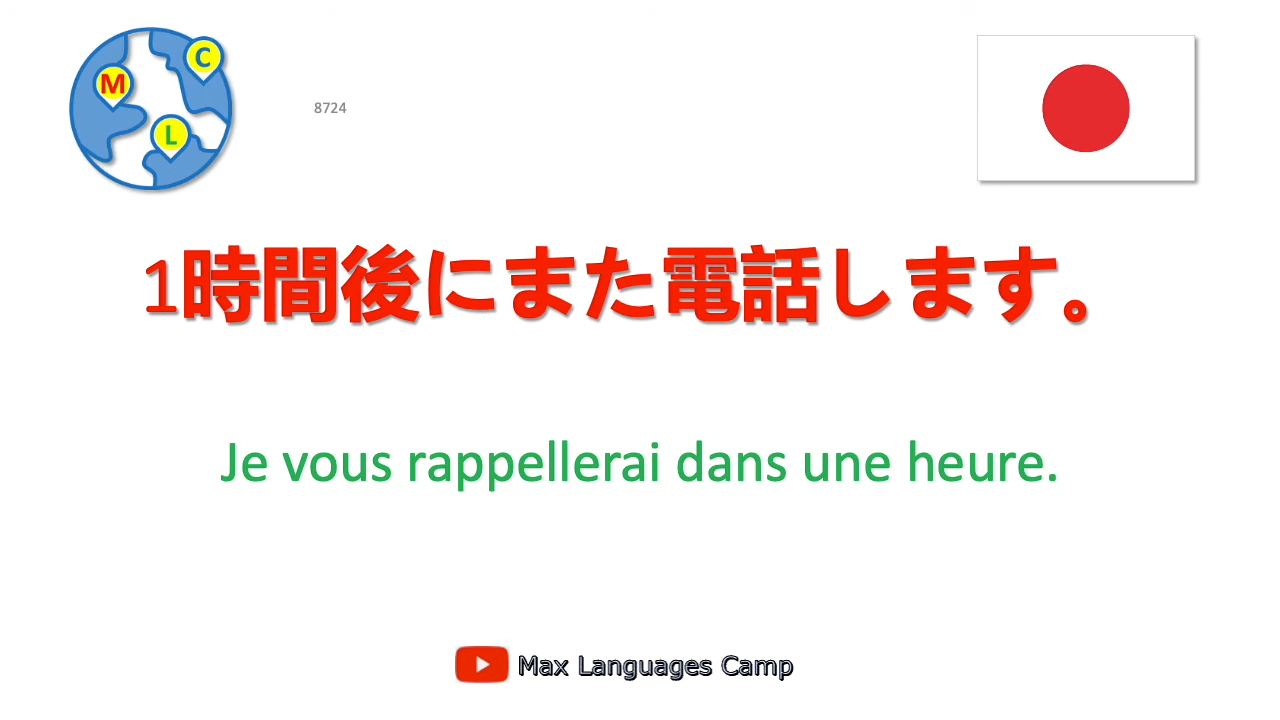 C
M
L
8724
1時間後にまた電話します。
Je vous rappellerai dans une heure.
Max Languages Camp